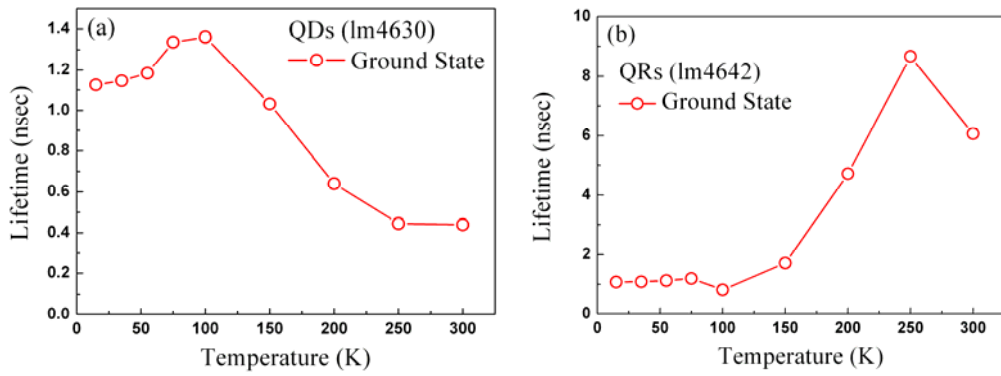 (a)
QDs (lm4630)
Ground State
Lifetime (nsec)
1.4
1.2
1.0
0.8
0.6
0.4
0.2
0.0
0 50 100 150 200 250 300
Temperature (K)
(b)
QRs (lm4642)
Ground State
Lifetime (nsec)
10
8
6
4
2
0
0 50 100 150 200 250 300
Temperature (K)